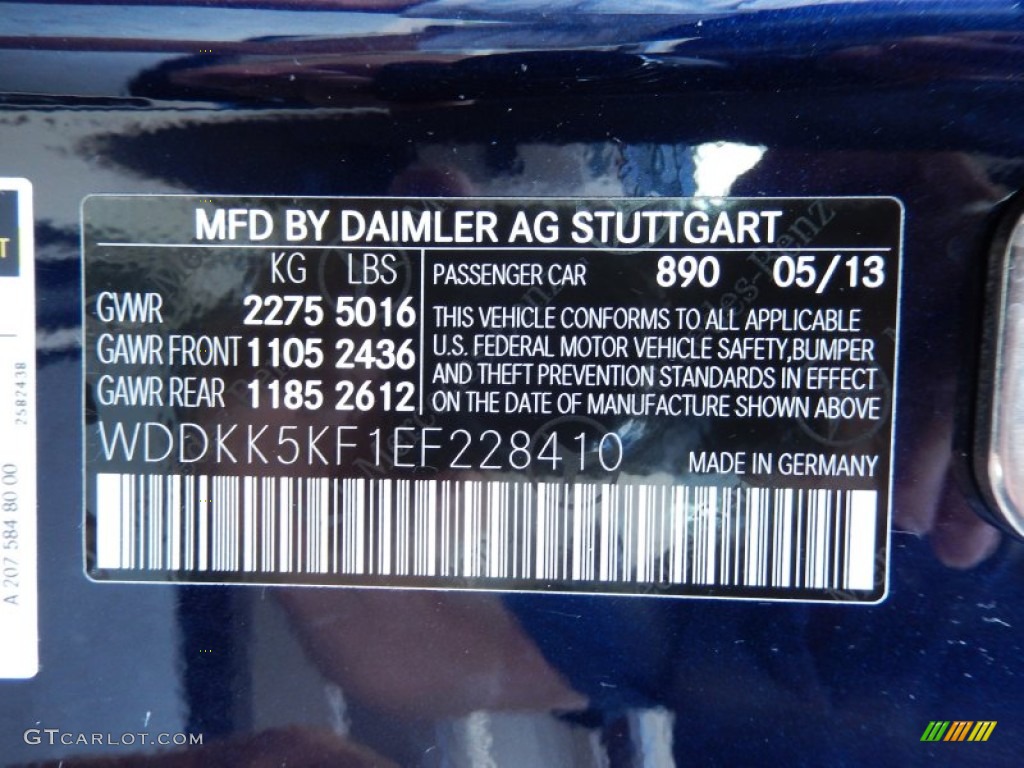 MFD BY DAIMLER AG STUTTGART
KG LBS
GVWR 2275 5016
GAWR FRONT 1105 2436
GAWR REAR 1185 2612
PASSENGER CAR 890 05/13
THIS VEHICLE CONFORMS TO ALL APPLICABLE
U.S. FEDERAL MOTOR VEHICLE SAFETY,BUMPER
AND THEFT PREVENTION STANDARDS IN EFFECT
ON THE DATE OF MANUFACTURE SHOWN ABOVE
WDDKK5KF1EF228410
MADE IN GERMANY
A 207 584 80 00
2582438
GTCARLOT.COM